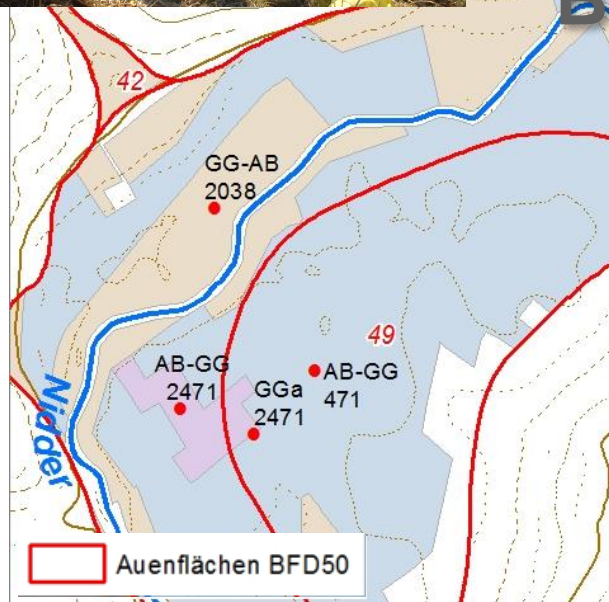 B
42
GG-AB
2038
49
AB-GG
2471
GGa
2471
AB-GG
471
Nidder
Auenflächen BFD50